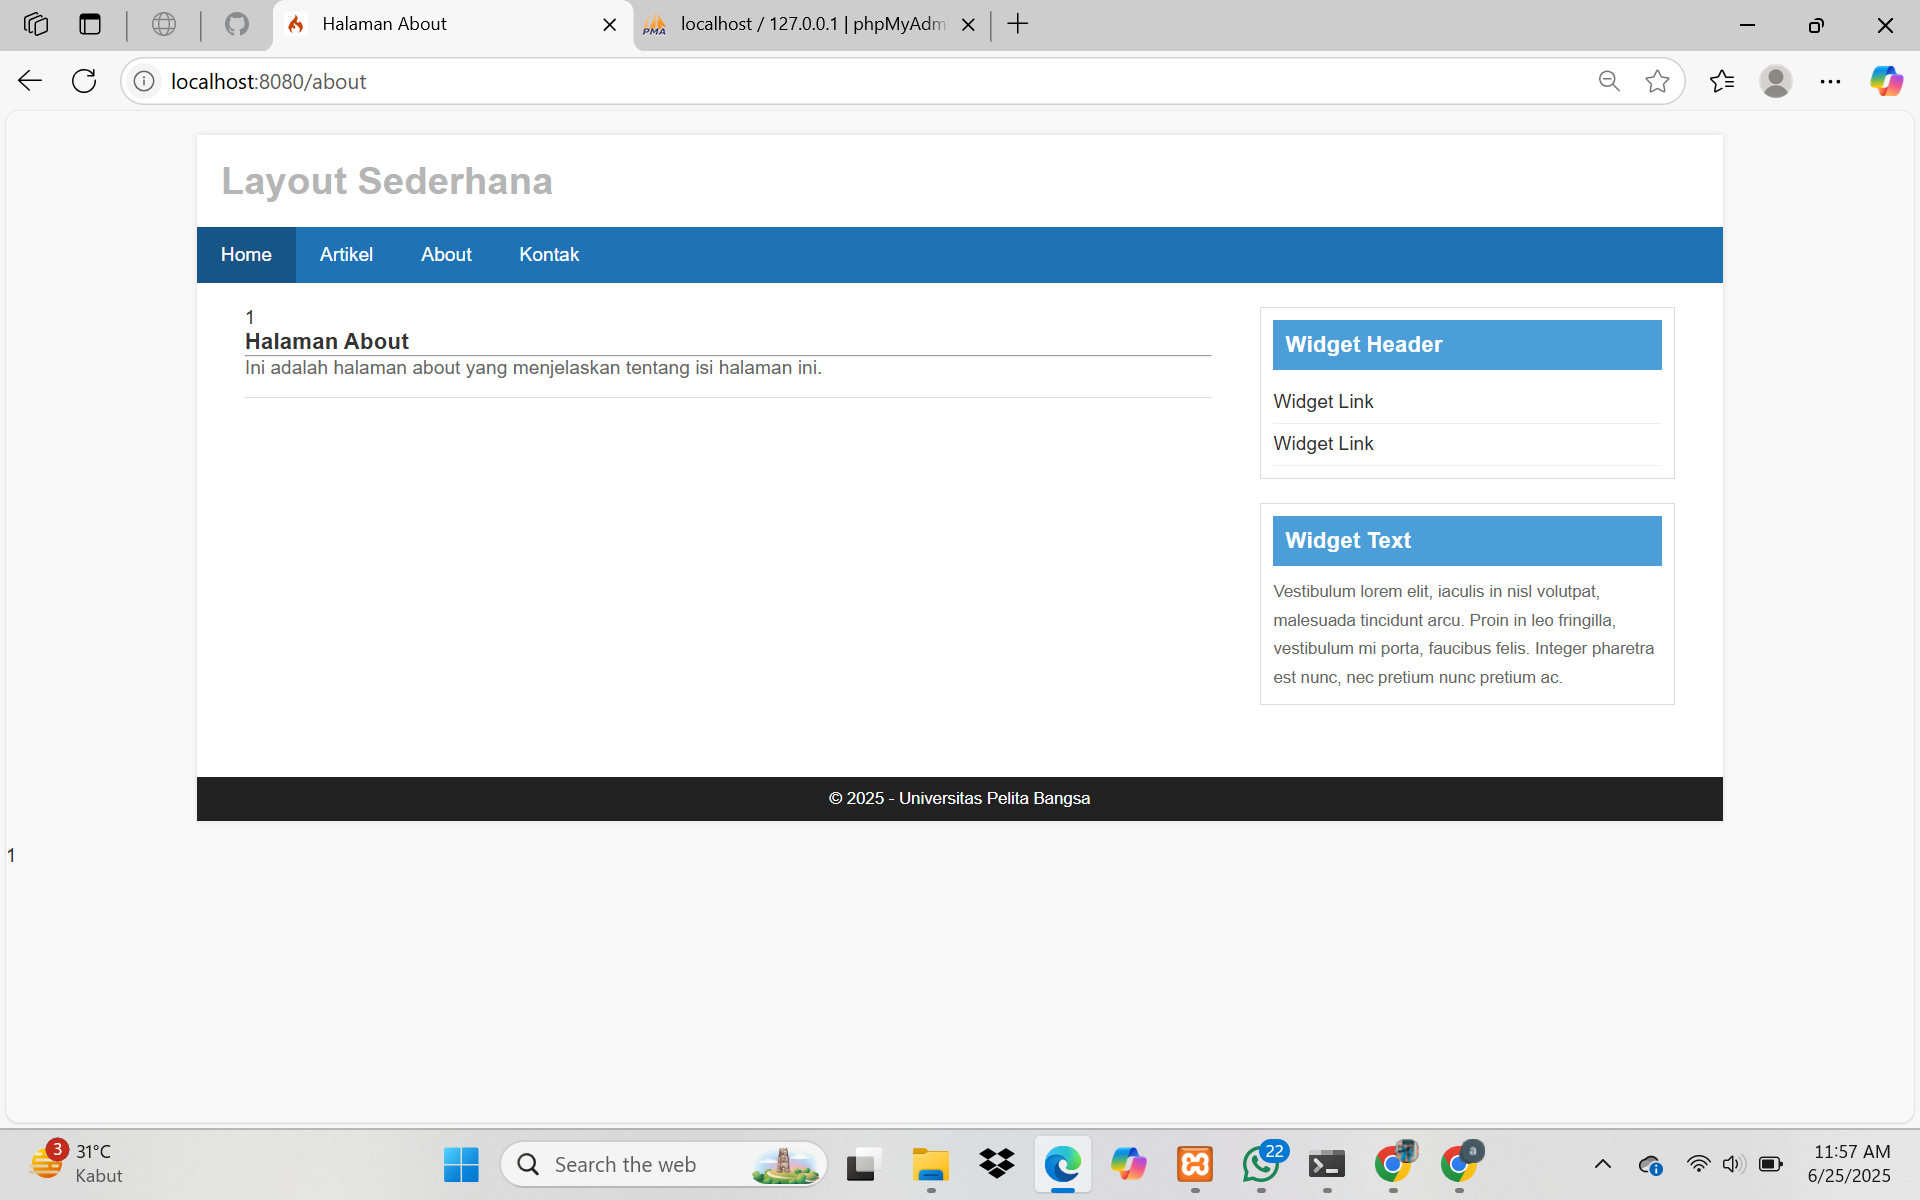 Halaman About
localhost / 127.0.0.1 | phpMyAdm
PMA
localhost:8080/about
Layout Sederhana
Home Artikel About Kontak
1
Halaman About
Ini adalah halaman about yang menjelaskan tentang isi halaman ini.
Widget Header
Widget Link
Widget Link
Widget Text
Vestibulum lorem elit, iaculis in nisl volutpat,
malesuada tincidunt arcu. Proin in leo fringilla,
vestibulum mi porta, faucibus felis. Integer pharetra
est nunc, nec pretium nunc pretium ac.
© 2025 - Universitas Pelita Bangsa
1
3
31°C
Kabut
Search the web
22
a
11:57 AM
6/25/2025